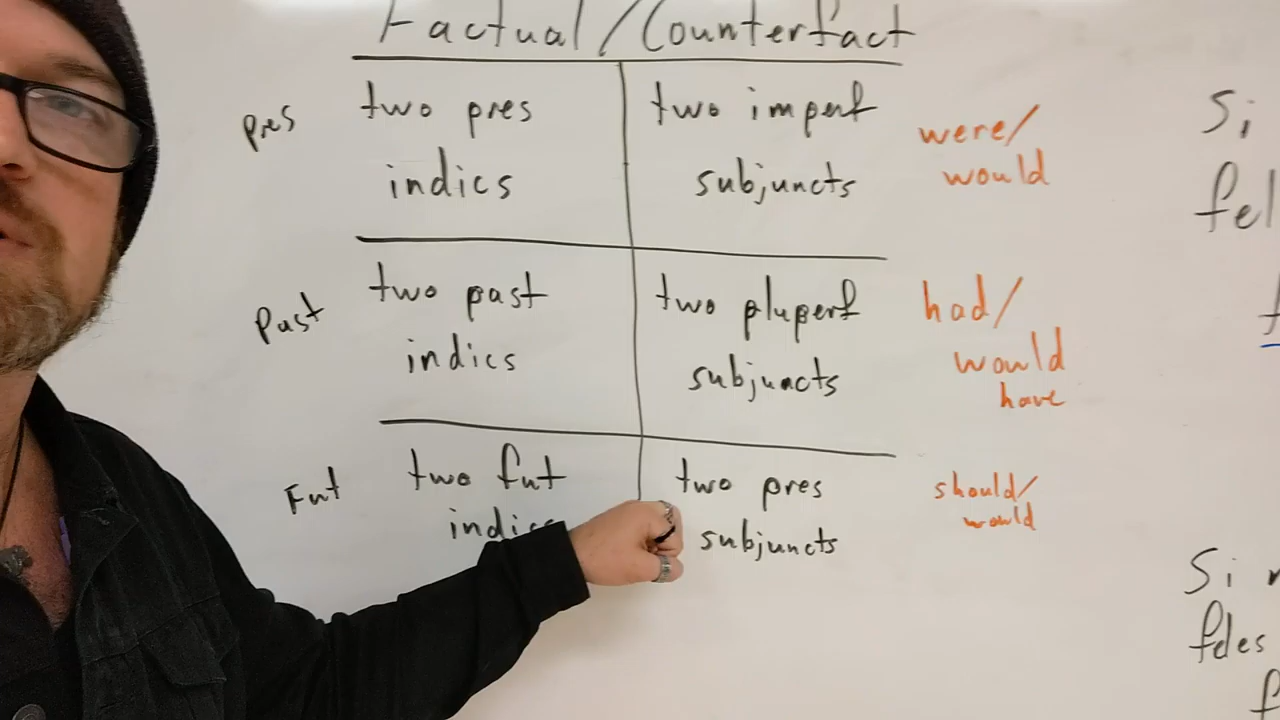 Factual / Counterfact
pres two pres two imperf were/
indics subjuncts would
Past two past two pluperf had/
indics subjuncts would
have
Fut two fut two pres should/
indics subjuncts would
Si
fel
Si
fdes